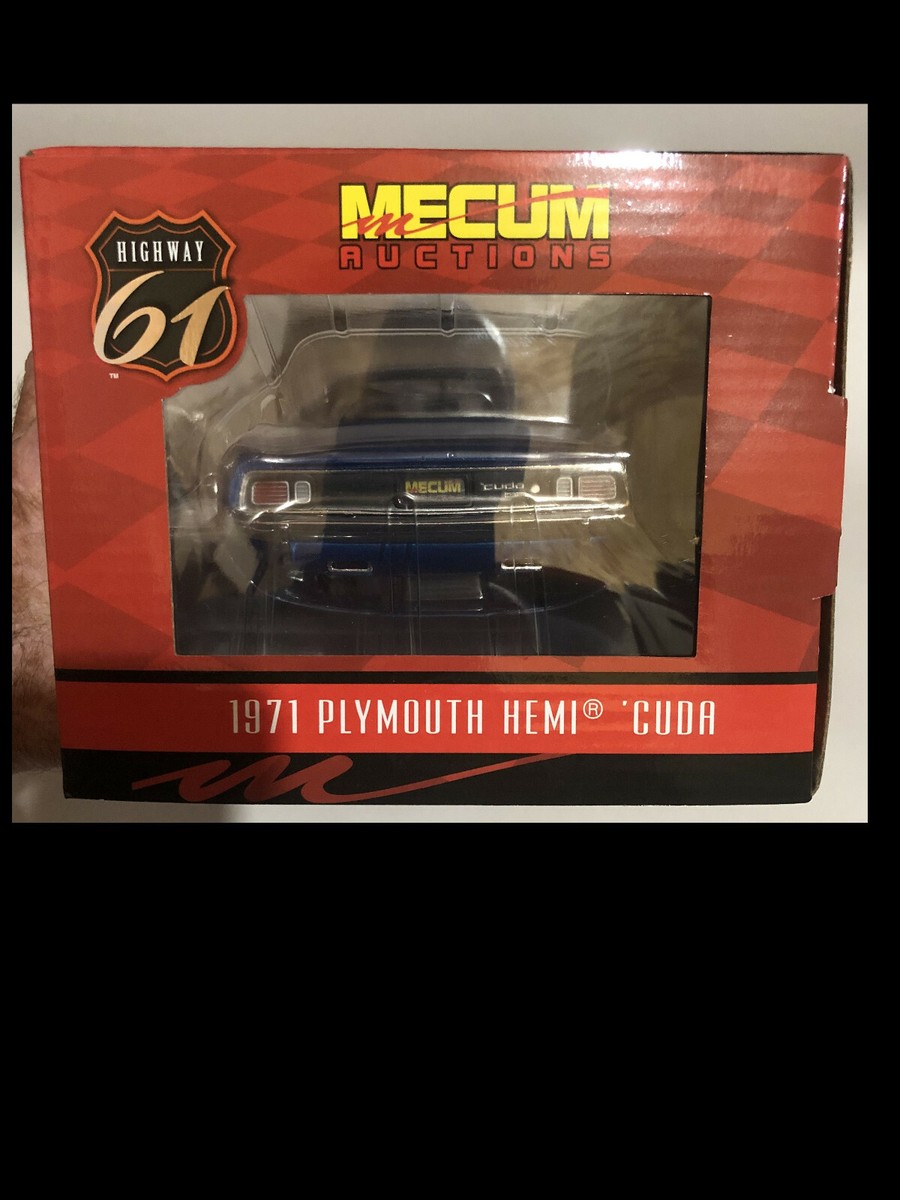 MECUM
AUCTIONS
HIGHWAY
61
TM
MECUM 'cuda
1971 PLYMOUTH HEMI® 'CUDA